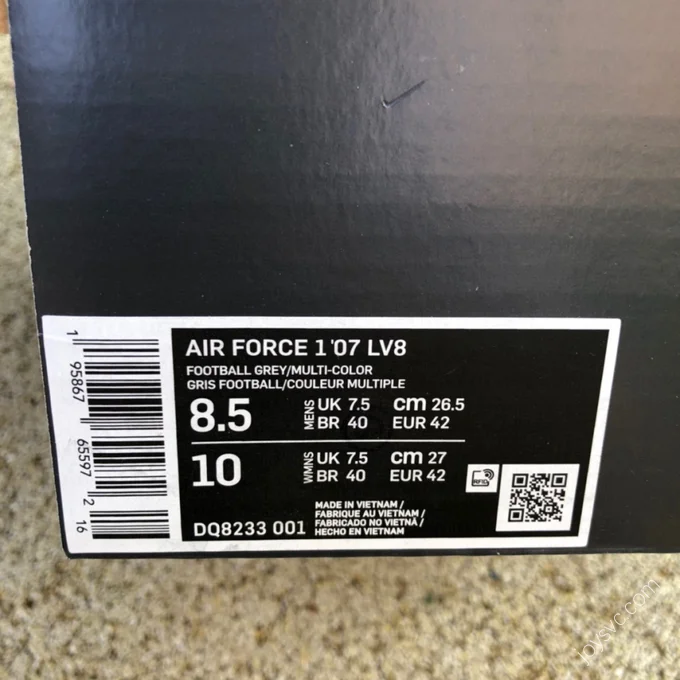 AIR FORCE 1 '07 LV8
FOOTBALL GREY/MULTI-COLOR
GRIS FOOTBALL/COULEUR MULTIPLE
8.5 MENS UK 7.5 cm 26.5
BR 40 EUR 42
10 WMNS UK 7.5 cm 27
BR 40 EUR 42
RFID
DQ8233 001
MADE IN VIETNAM /
FABRIQUE AU VIETNAM /
FABRICADO NO VIETNÃ /
HECHO EN VIETNAM
1 95867 65597 2 16